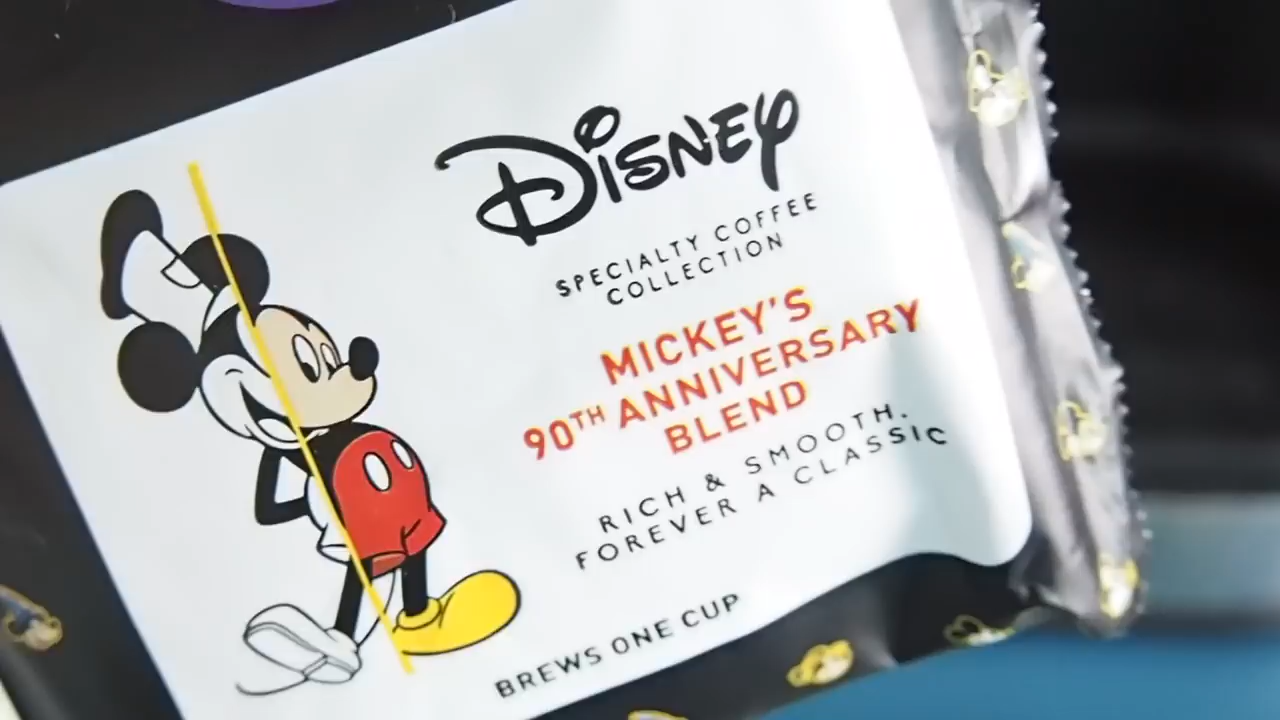 DISNEY
SPECIALTY COFFEE
COLLECTION
MICKEY'S
90TH ANNIVERSARY
BLEND
RICH & SMOOTH.
FOREVER A CLASSIC
BREWS ONE CUP